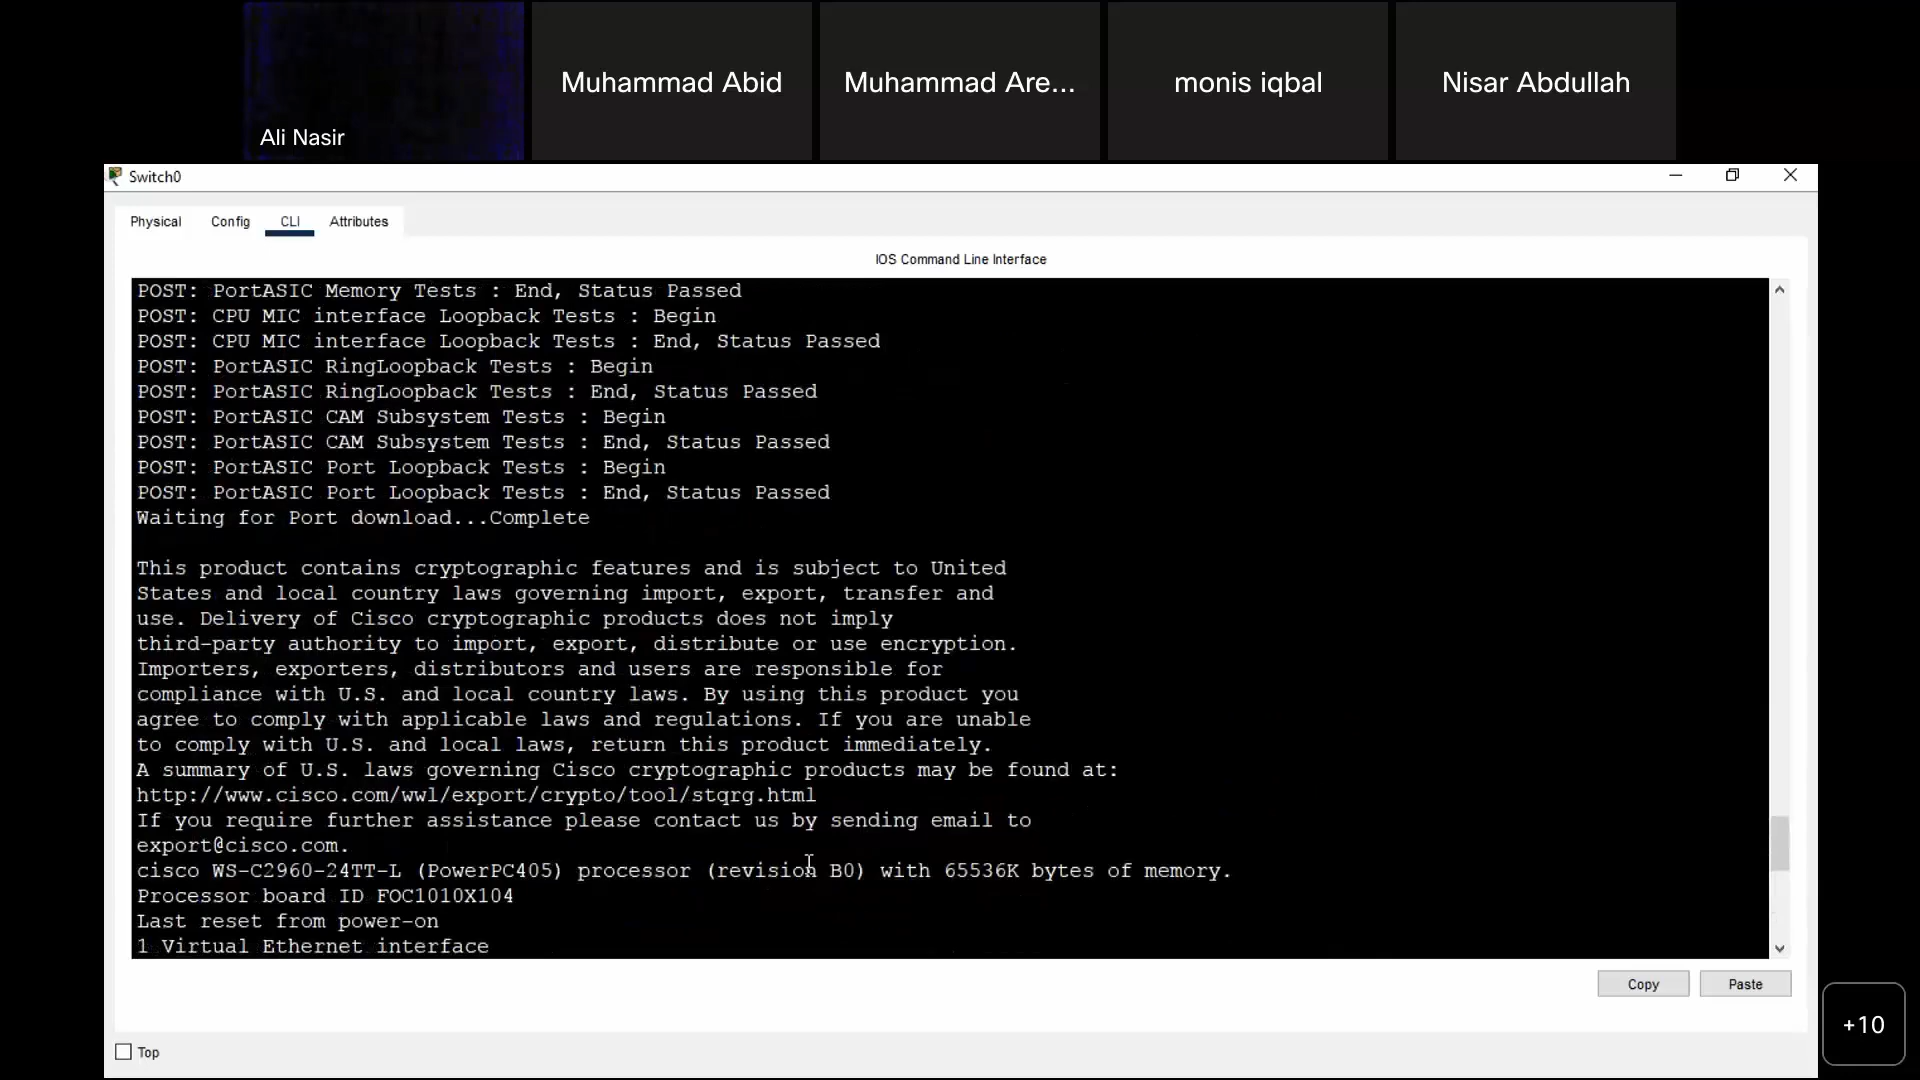 Ali Nasir
Muhammad Abid
Muhammad Are...
monis iqbal
Nisar Abdullah
Switch0
Physical
Config
CLI
Attributes
IOS Command Line Interface
POST: PortASIC Memory Tests : End, Status Passed
POST: CPU MIC interface Loopback Tests : Begin
POST: CPU MIC interface Loopback Tests : End, Status Passed
POST: PortASIC RingLoopback Tests : Begin
POST: PortASIC RingLoopback Tests : End, Status Passed
POST: PortASIC CAM Subsystem Tests : Begin
POST: PortASIC CAM Subsystem Tests : End, Status Passed
POST: PortASIC Port Loopback Tests : Begin
POST: PortASIC Port Loopback Tests : End, Status Passed
Waiting for Port download...Complete
This product contains cryptographic features and is subject to United
States and local country laws governing import, export, transfer and
use. Delivery of Cisco cryptographic products does not imply
third-party authority to import, export, distribute or use encryption.
Importers, exporters, distributors and users are responsible for
compliance with U.S. and local country laws. By using this product you
agree to comply with applicable laws and regulations. If you are unable
to comply with U.S. and local laws, return this product immediately.
A summary of U.S. laws governing Cisco cryptographic products may be found at:
http://www.cisco.com/wwl/export/crypto/tool/stqrg.html
If you require further assistance please contact us by sending email to
export@cisco.com.
cisco WS-C2960-24TT-L (PowerPC405) processor (revision B0) with 65536K bytes of memory.
Processor board ID FOC1010X104
Last reset from power-on
1 Virtual Ethernet interface
Copy
Paste
Top
+10